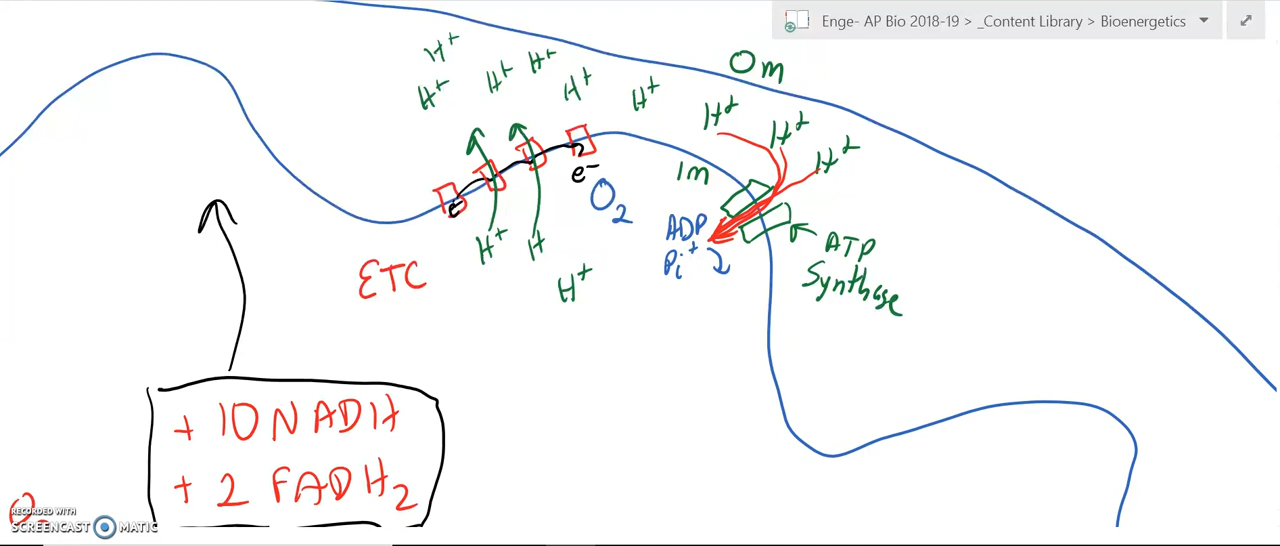 Enge- AP Bio 2018-19 > _Content Library > Bioenergetics
H+
H+ H+
H+ H+ H+
Om
H+
H+
H+
Im
e
e-
O2
ADP
Pi+
H+ H
H+
ATP
Synthase
ETC
+ 10 NADH
+ 2 FADH2
RECORDED WITH
SCREENCAST MATIC